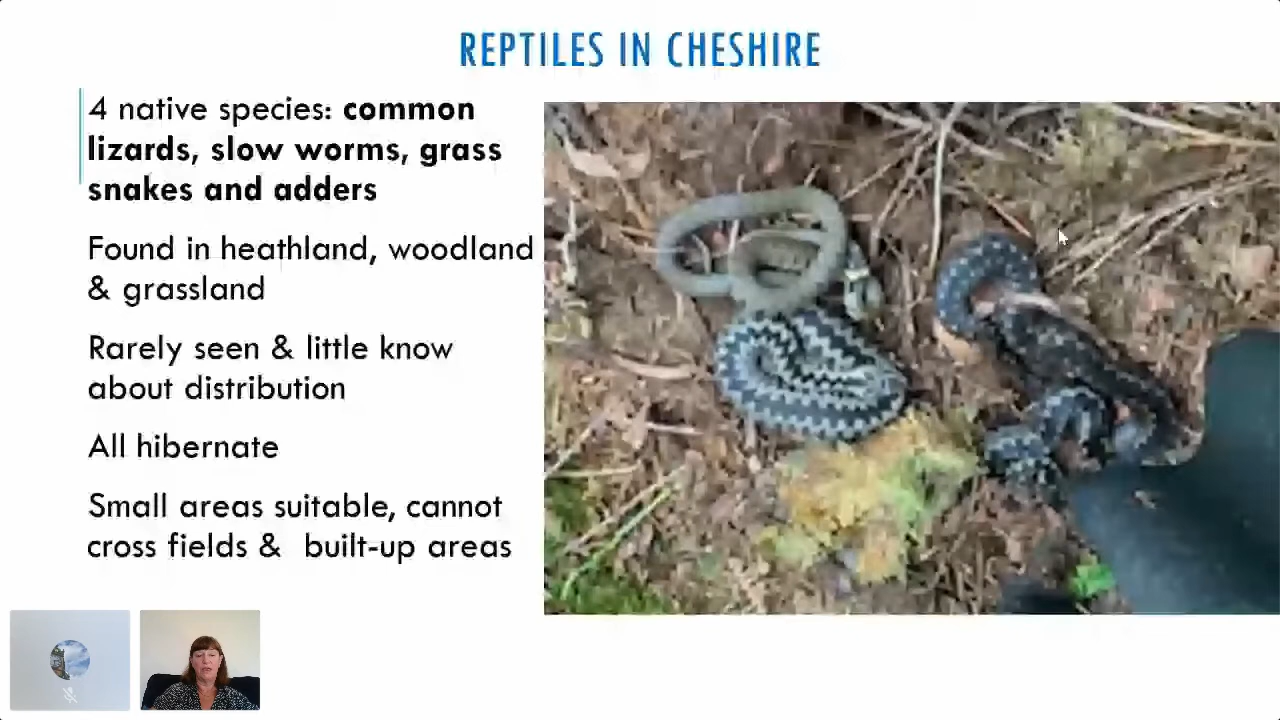 REPTILES IN CHESHIRE
4 native species: common
lizards, slow worms, grass
snakes and adders
Found in heathland, woodland
& grassland
Rarely seen & little know
about distribution
All hibernate
Small areas suitable, cannot
cross fields & built-up areas